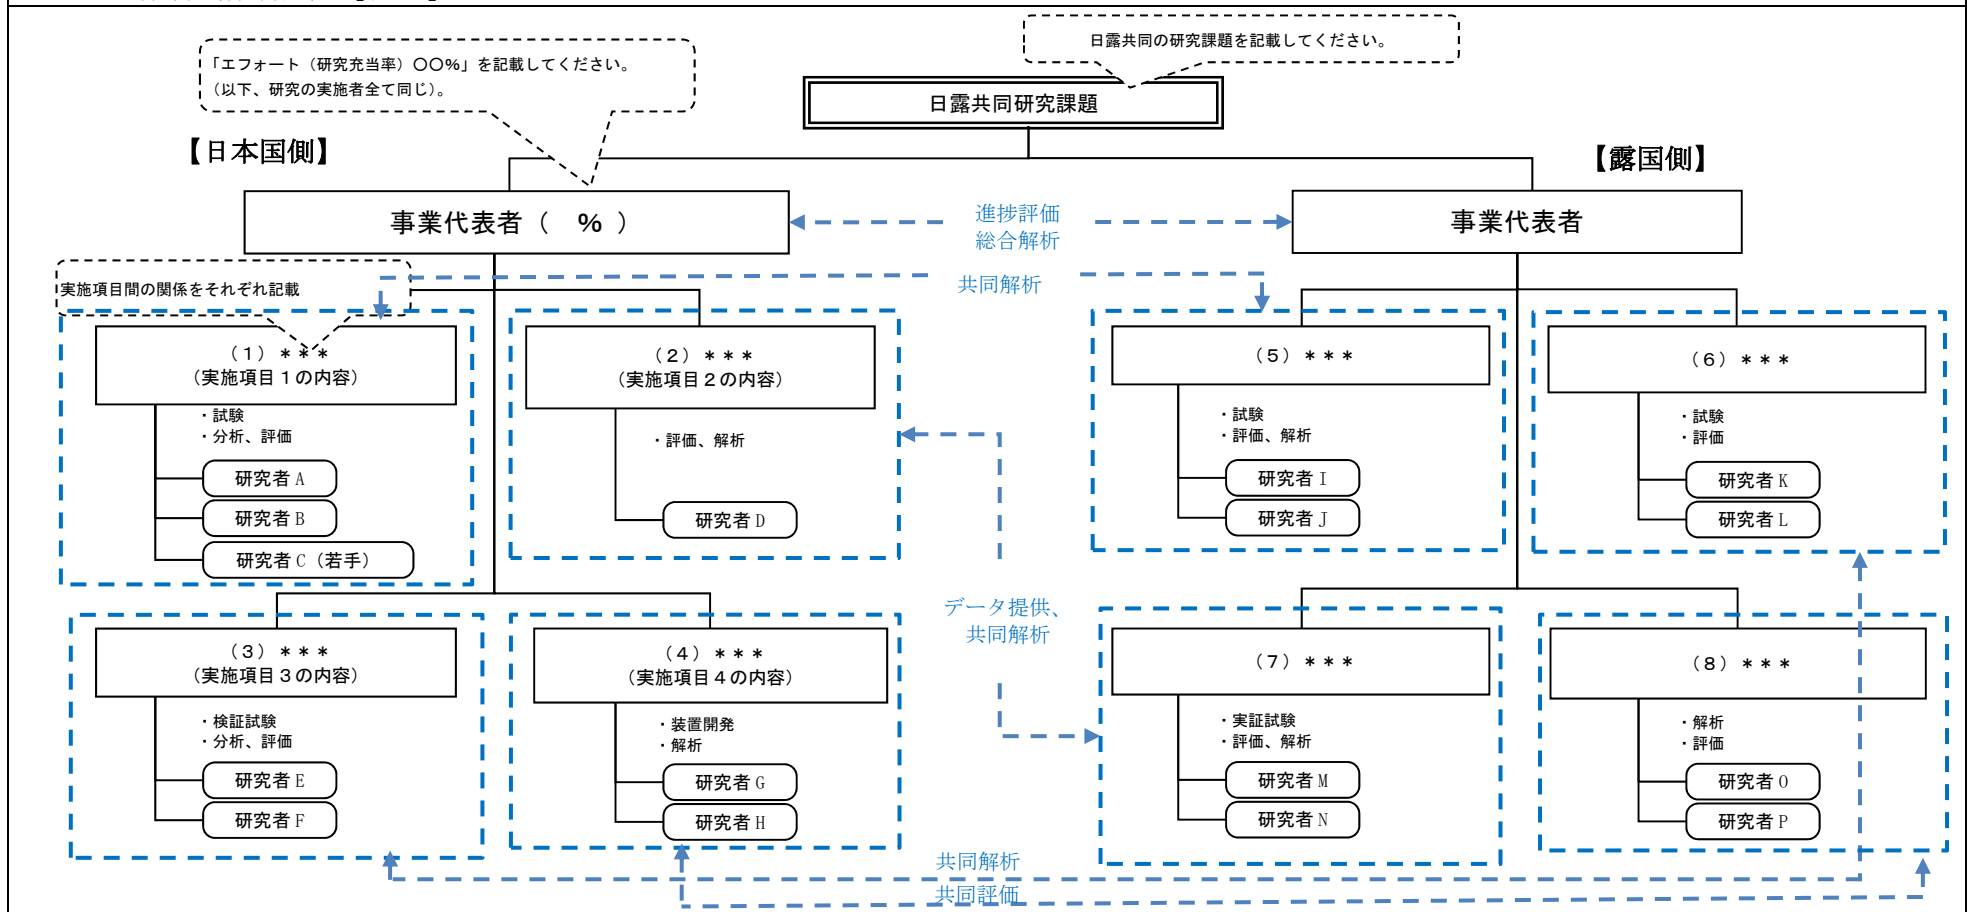 日露共同の研究課題を記載してください。
「エフォート（研究充当率）〇〇%」を記載してください。
（以下、研究の実施者全て同じ）。
日露共同研究課題
【日本国側】
【露国側】
事業代表者（　％　）
進捗評価
総合解析
事業代表者
共同解析
実施項目間の関係をそれぞれ記載
（１）＊＊＊
（実施項目１の内容）
・試験
・分析、評価
研究者 A
研究者 B
研究者 C（若手）
（２）＊＊＊
（実施項目２の内容）
・評価、解析
研究者 D
（５）＊＊＊
・試験
・評価、解析
研究者 I
研究者 J
（６）＊＊＊
・試験
・評価
研究者 K
研究者 L
データ提供、
共同解析
（３）＊＊＊
（実施項目３の内容）
・検証試験
・分析、評価
研究者 E
研究者 F
（４）＊＊＊
（実施項目４の内容）
・装置開発
・解析
研究者 G
研究者 H
（７）＊＊＊
・実証試験
・評価、解析
研究者 M
研究者 N
（８）＊＊＊
・解析
・評価
研究者 O
研究者 P
共同解析
共同評価